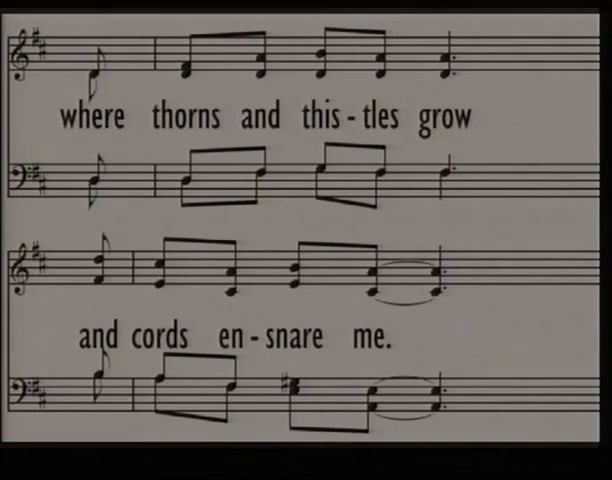 where thorns and this - tles grow
and cords en - snare me.